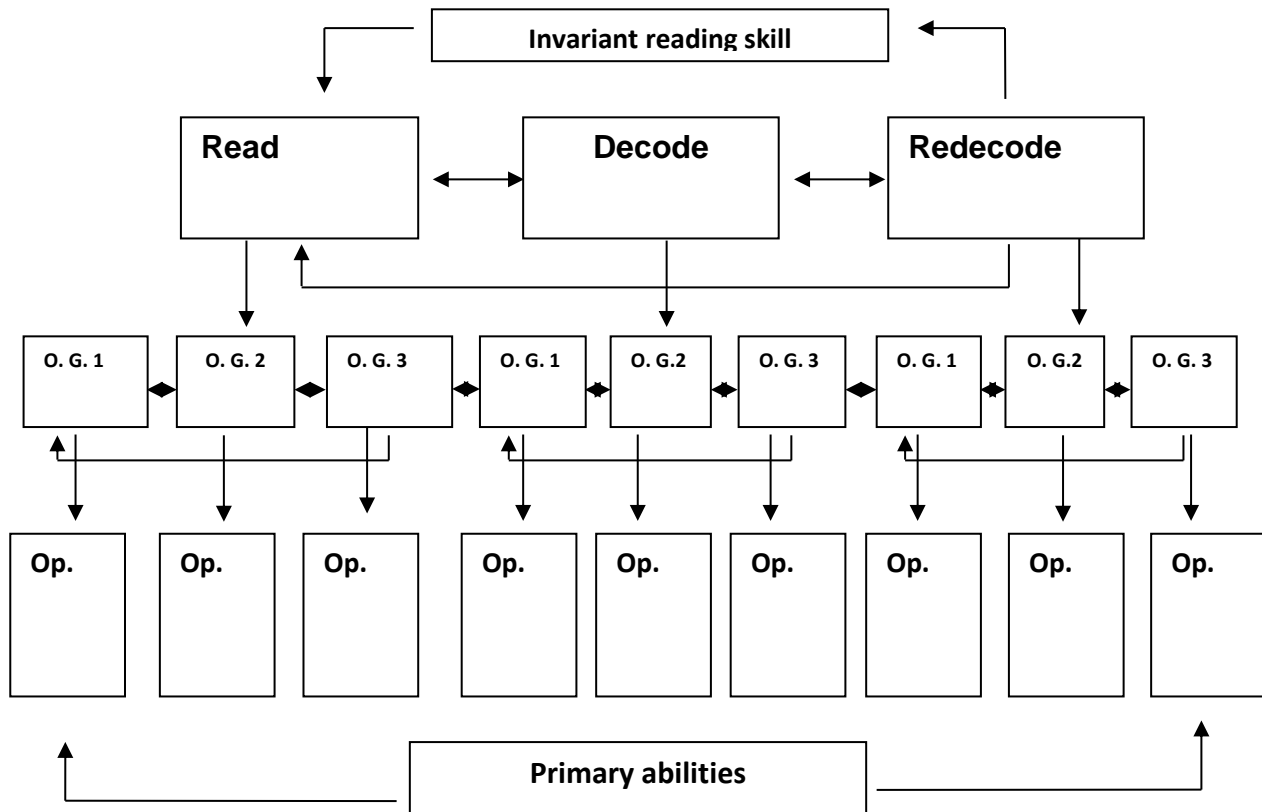 Invariant reading skill
Read Decode Redecode
O. G. 1 O. G. 2 O. G. 3 O. G. 1 O. G.2 O. G. 3 O. G. 1 O. G.2 O. G. 3
Op. Op. Op. Op. Op. Op. Op. Op. Op.
Primary abilities